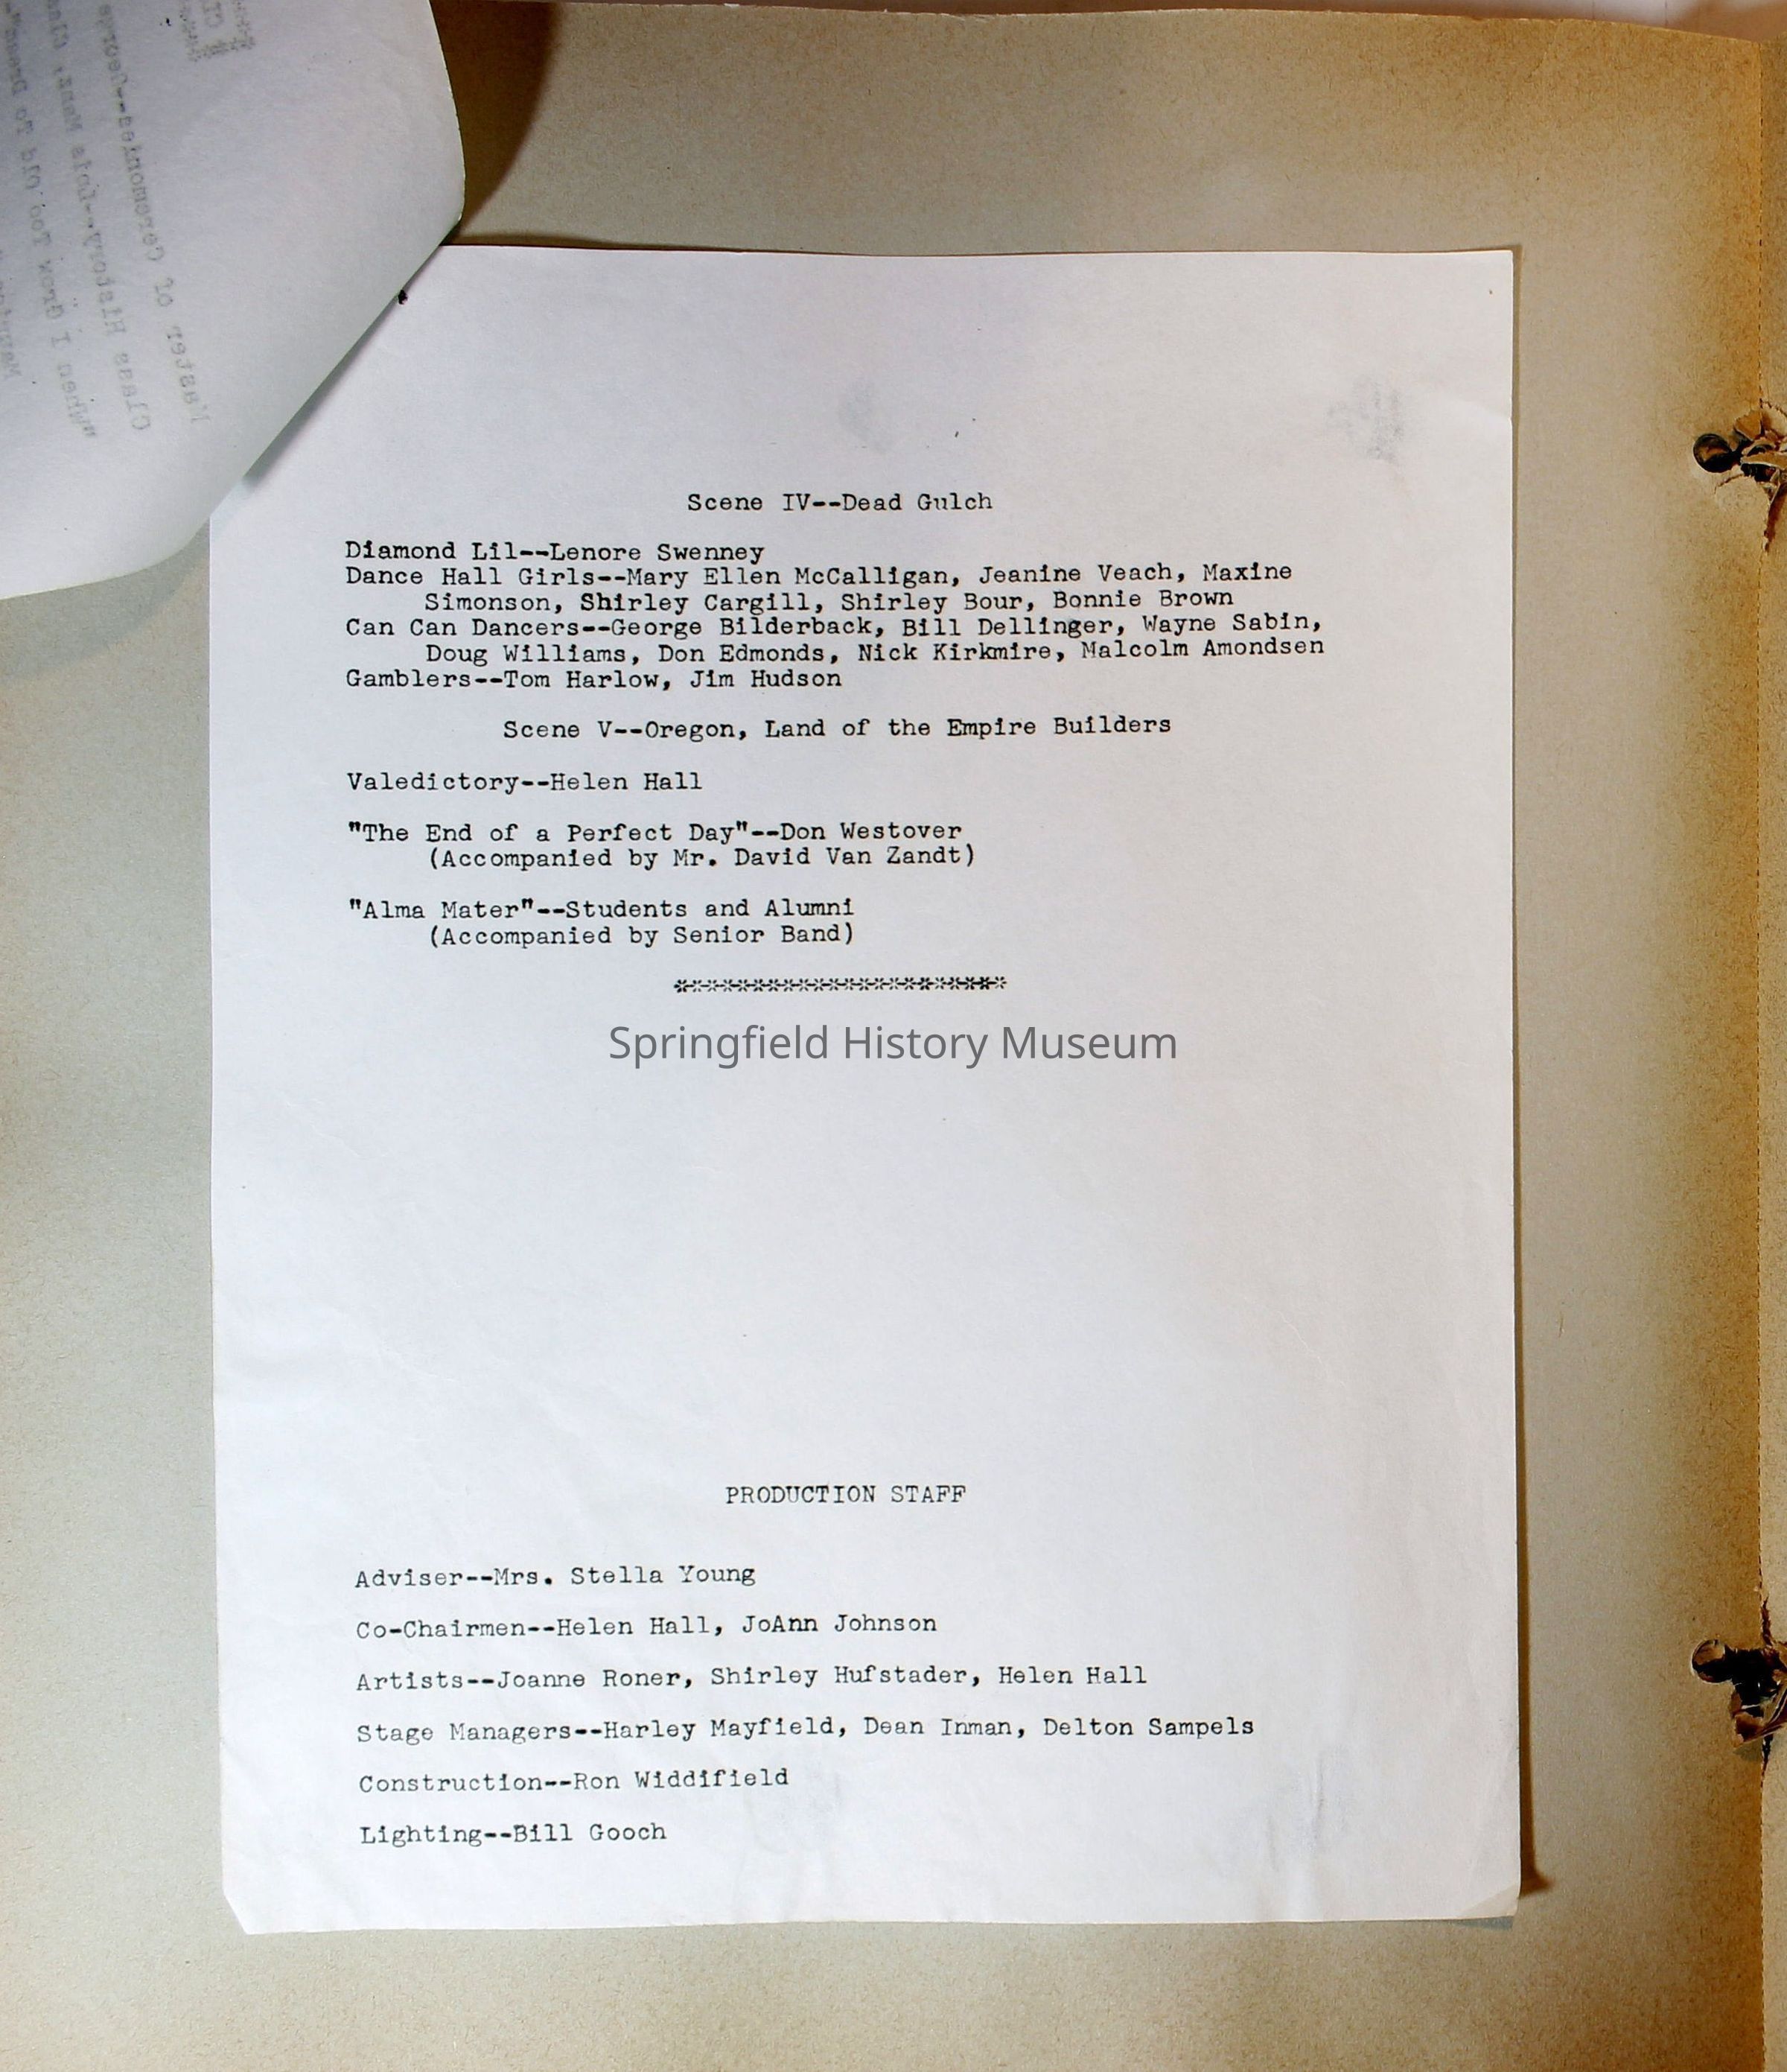 Scene IV--Dead Gulch
Diamond Lil--Lenore Swenney
Dance Hall Girls--Mary Ellen McCalligan, Jeanine Veach, Maxine
Simonson, Shirley Cargill, Shirley Bour, Bonnie Brown
Can Can Dancers--George Bilderback, Bill Dellinger, Wayne Sabin,
Doug Williams, Don Edmonds, Nick Kirkmire, Malcolm Amondsen
Gamblers--Tom Harlow, Jim Hudson
Scene V--Oregon, Land of the Empire Builders
Valedictory--Helen Hall
"The End of a Perfect Day"--Don Westover
(Accompanied by Mr. David Van Zandt)
"Alma Mater"--Students and Alumni
(Accompanied by Senior Band)
Springfield History Museum
PRODUCTION STAFF
Adviser--Mrs. Stella Young
Co-Chairmen--Helen Hall, JoAnn Johnson
Artists--Joanne Roner, Shirley Hufstader, Helen Hall
Stage Managers--Harley Mayfield, Dean Inman, Delton Sampels
Construction--Ron Widdifield
Lighting--Bill Gooch